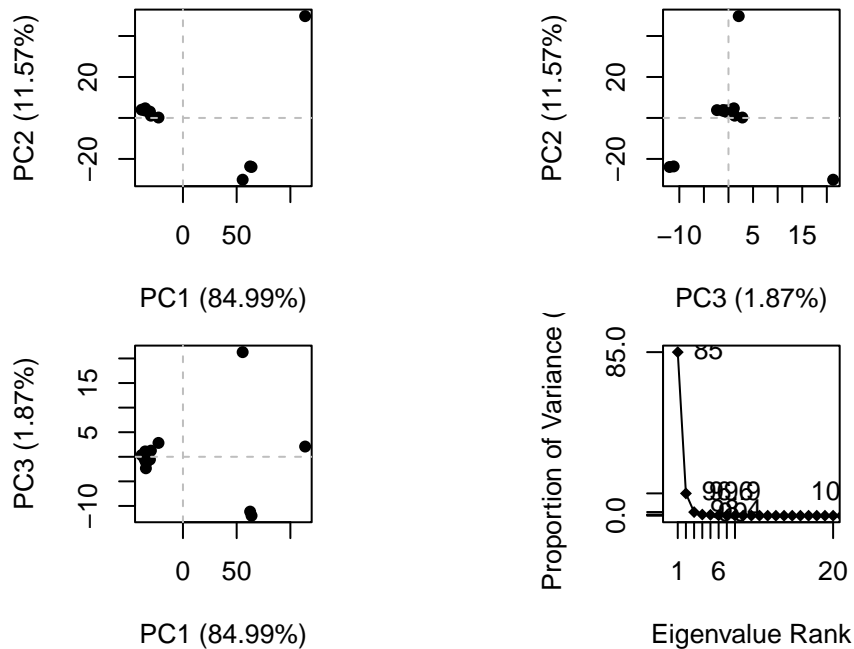 PC2 (11.57%)
20
−20
0 50
PC1 (84.99%)
PC2 (11.57%)
20
−20
−10 5 15
PC3 (1.87%)
PC3 (1.87%)
15
5
−10
0 50
PC1 (84.99%)
Proportion of Variance (
85.0
0.0
85
10
1 6 20
Eigenvalue Rank